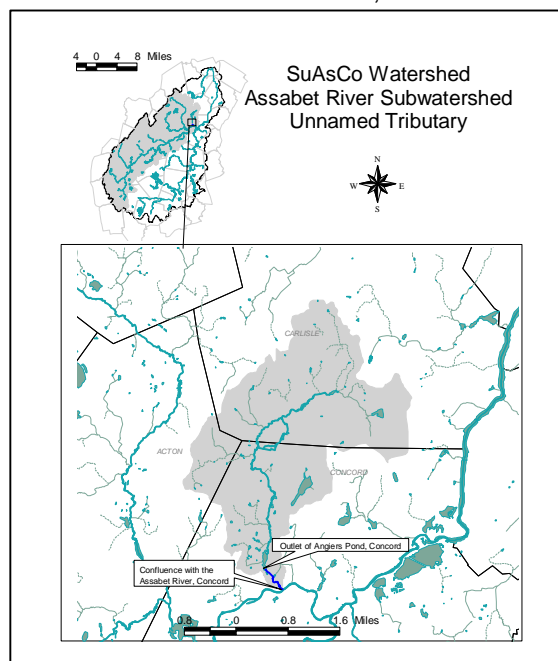 4 0 4 8 Miles
SuAsCo Watershed
Assabet River Subwatershed
Unnamed Tributary
N
W E
S
CARLISLE
ACTON
CONCORD
Outlet of Angiers Pond, Concord
Confluence with the
Assabet River, Concord
0.8 0.0 0.8 1.6 Miles